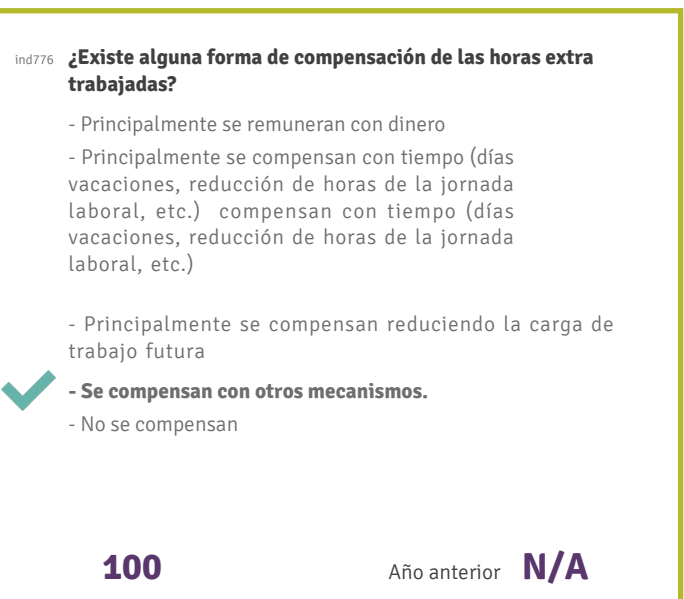 ind776 ¿Existe alguna forma de compensación de las horas extra
trabajadas?
- Principalmente se remuneran con dinero
- Principalmente se compensan con tiempo (días
vacaciones, reducción de horas de la jornada
laboral, etc.) compensan con tiempo (días
vacaciones, reducción de horas de la jornada
laboral, etc.)
- Principalmente se compensan reduciendo la carga de
trabajo futura
- Se compensan con otros mecanismos.
- No se compensan
100 Año anterior N/A